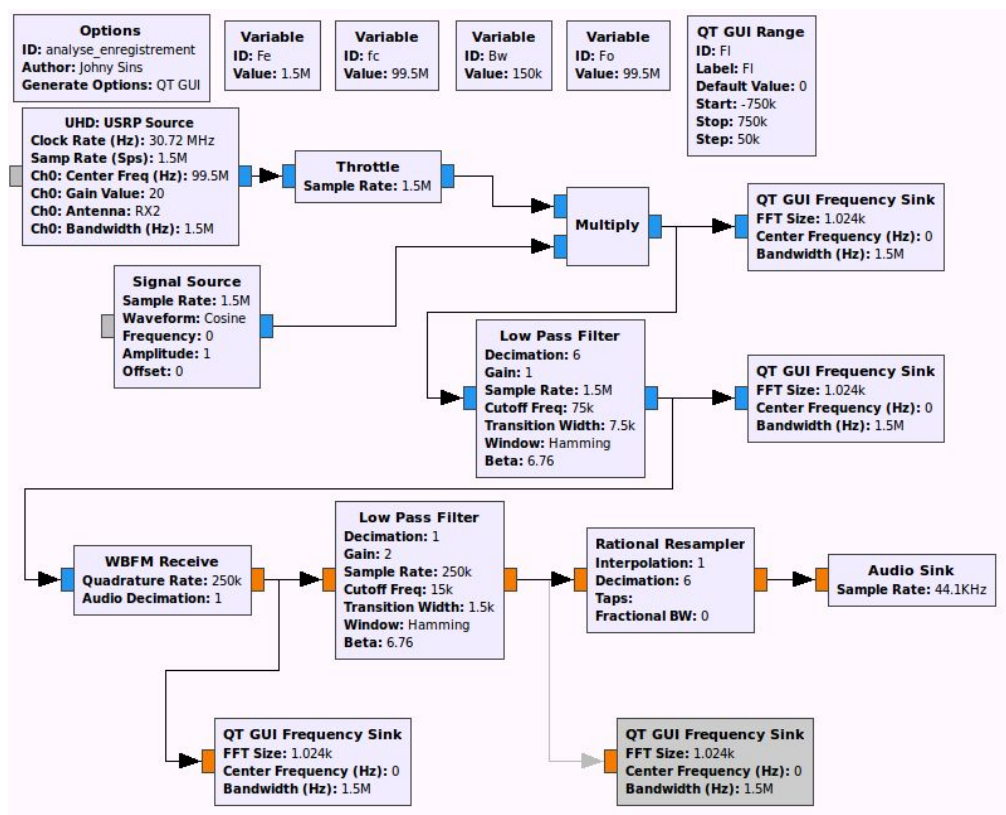 Options
ID: analyse_enregistrement
Author: Johny Sins
Generate Options: QT GUI
Variable
ID: Fe
Value: 1.5M
Variable
ID: fc
Value: 99.5M
Variable
ID: Bw
Value: 150k
Variable
ID: Fo
Value: 99.5M
QT GUI Range
ID: Fl
Label: Fl
Default Value: 0
Start: -750k
Stop: 750k
Step: 50k
UHD: USRP Source
Clock Rate (Hz): 30.72 MHz
Samp Rate (Sps): 1.5M
Ch0: Center Freq (Hz): 99.5M
Ch0: Gain Value: 20
Ch0: Antenna: RX2
Ch0: Bandwidth (Hz): 1.5M
Throttle
Sample Rate: 1.5M
Multiply
QT GUI Frequency Sink
FFT Size: 1.024k
Center Frequency (Hz): 0
Bandwidth (Hz): 1.5M
Signal Source
Sample Rate: 1.5M
Waveform: Cosine
Frequency: 0
Amplitude: 1
Offset: 0
Low Pass Filter
Decimation: 6
Gain: 1
Sample Rate: 1.5M
Cutoff Freq: 75k
Transition Width: 7.5k
Window: Hamming
Beta: 6.76
QT GUI Frequency Sink
FFT Size: 1.024k
Center Frequency (Hz): 0
Bandwidth (Hz): 1.5M
WBFM Receive
Quadrature Rate: 250k
Audio Decimation: 1
Low Pass Filter
Decimation: 1
Gain: 2
Sample Rate: 250k
Cutoff Freq: 15k
Transition Width: 1.5k
Window: Hamming
Beta: 6.76
Rational Resampler
Interpolation: 1
Decimation: 6
Taps:
Fractional BW: 0
Audio Sink
Sample Rate: 44.1KHz
QT GUI Frequency Sink
FFT Size: 1.024k
Center Frequency (Hz): 0
Bandwidth (Hz): 1.5M
QT GUI Frequency Sink
FFT Size: 1.024k
Center Frequency (Hz): 0
Bandwidth (Hz): 1.5M